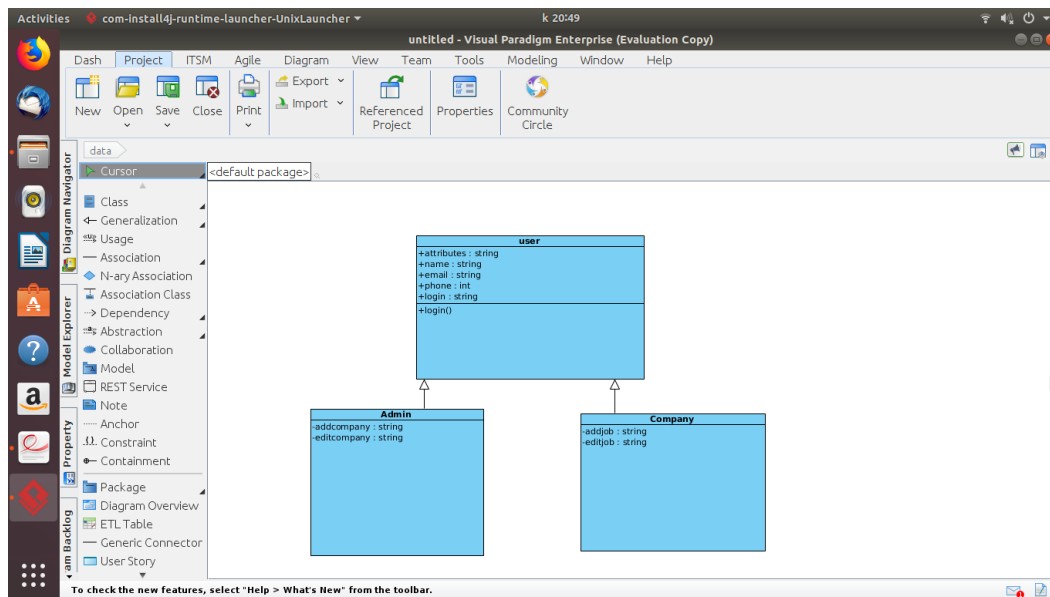 Activities com-install4j-runtime-launcher-UnixLauncher k 20:49
untitled - Visual Paradigm Enterprise (Evaluation Copy)
Dash Project ITSM Agile Diagram View Team Tools Modeling Window Help
New Open Save Close Print Export Import Referenced Project Properties Community Circle
data
Diagram Navigator
Model Explorer
Property
am Backlog
Cursor
<default package>
Class
Generalization
Usage
Association
N-ary Association
Association Class
Dependency
Abstraction
Collaboration
Model
REST Service
Note
Anchor
Constraint
Containment
Package
Diagram Overview
ETL Table
Generic Connector
User Story
user
+attributes : string
+name : string
+email : string
+phone : int
+login : string
+login()
Admin
-addcompany : string
-editcompany : string
Company
-addjob : string
-editjob : string
To check the new features, select "Help > What's New" from the toolbar.